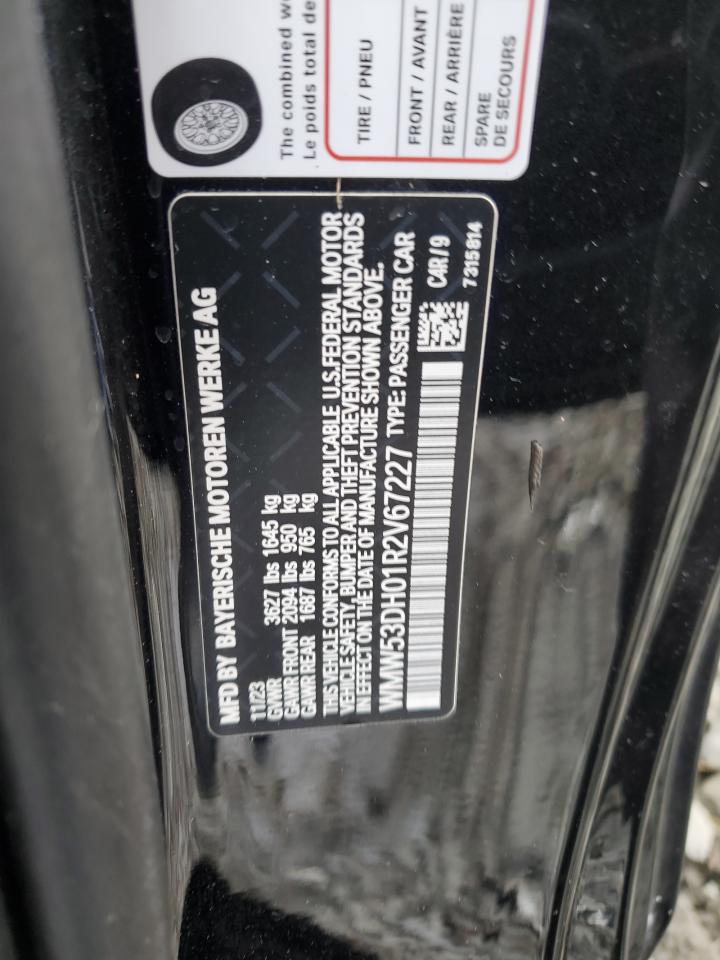 The combined
Le poids total de
TIRE / PNEU
FRONT / AVANT
REAR / ARRIÈRE
SPARE
DE SECOURS
MFD BY BAYERISCHE MOTOREN WERKE AG
11/23
GVWR 3627 lbs 1645 kg
GAWR FRONT 2094 lbs 950 kg
GAWR REAR 1687 lbs 765 kg
THIS VEHICLE CONFORMS TO ALL APPLICABLE U.S.FEDERAL MOTOR
VEHICLE SAFETY, BUMPER AND THEFT PREVENTION STANDARDS
IN EFFECT ON THE DATE OF MANUFACTURE SHOWN ABOVE.
WMW53DH01R2V67227 TYPE: PASSENGER CAR
C4R/9
7315814